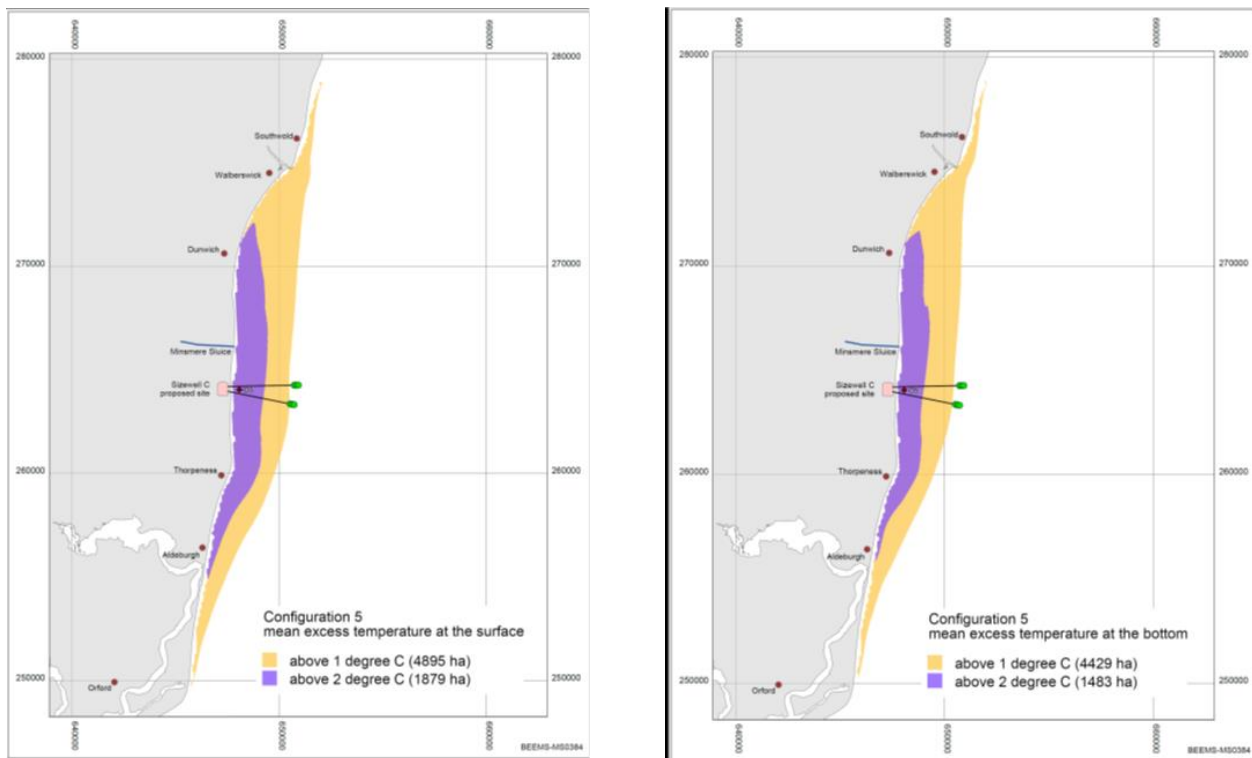 640000
650000
660000
280000
280000
Southwold
Walberswick
Dunwich
270000
270000
Minsmere Sluice
Sizewell C
proposed site
Thorpeness
260000
260000
Aldeburgh
Configuration 5
mean excess temperature at the surface
above 1 degree C (4895 ha)
above 2 degree C (1879 ha)
Orford
250000
250000
640000
650000
660000
BEEMS-MS0384
640000
650000
660000
280000
280000
Southwold
Walberswick
Dunwich
270000
270000
Minsmere Sluice
Sizewell C
proposed site
Thorpeness
260000
260000
Aldeburgh
Configuration 5
mean excess temperature at the bottom
above 1 degree C (4429 ha)
above 2 degree C (1483 ha)
Orford
250000
250000
640000
650000
660000
BEEMS-MS0384